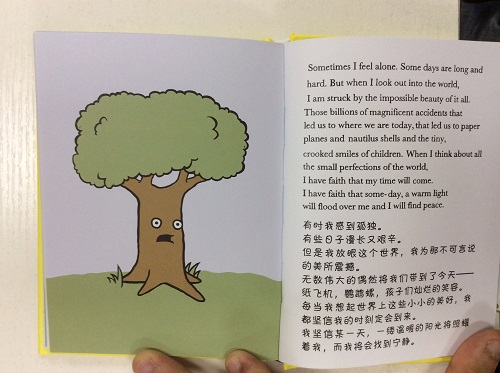 Sometimes I feel alone. Some days are long and
hard. But when I look out into the world,
I am struck by the impossible beauty of it all.
Those billions of magnificent accidents that
led us to where we are today, that led us to paper
planes and nautilus shells and the tiny,
crooked smiles of children. When I think about all
the small perfections of the world,
I have faith that my time will come.
I have faith that some-day, a warm light
will flood over me and I will find peace.
有时我感到孤独。
有些日子漫长又艰辛。
但是我放眼这个世界，我为那不可言说
的美所震撼。
无数伟大的偶然将我们带到了今天——
纸飞机，鹦鹉螺，孩子们灿烂的笑容。
每当我想起世界上这些小小的美好，我
都坚信我的时刻定会到来。
我坚信某一天，一缕温暖的阳光将照耀
着我，而我将会找到宁静。